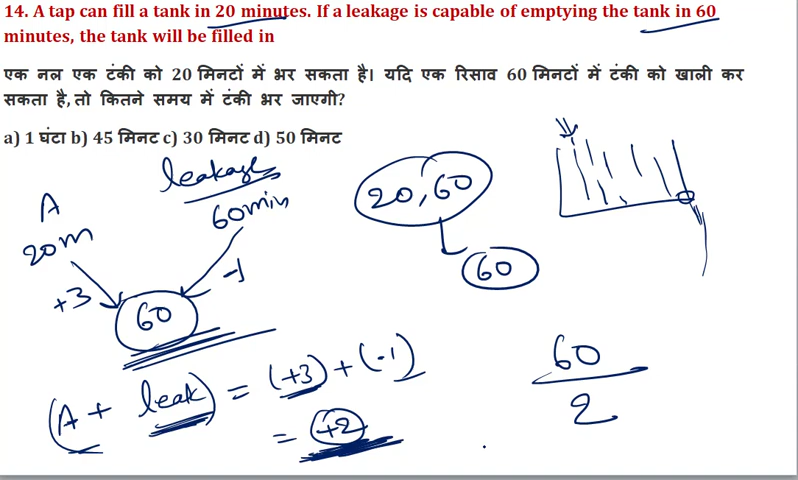 14. A tap can fill a tank in 20 minutes. If a leakage is capable of emptying the tank in 60
minutes, the tank will be filled in
एक नल एक टंकी को 20 मिनटों में भर सकता है। यदि एक रिसाव 60 मिनटों में टंकी को खाली कर
सकता है, तो कितने समय में टंकी भर जाएगी?
a) 1 घंटा b) 45 मिनट c) 30 मिनट d) 50 मिनट
leakage
A
60min
20, 60
20m
60
-1
+3
60
60
2
(A + leak) = (+3) + (-1)
= +2